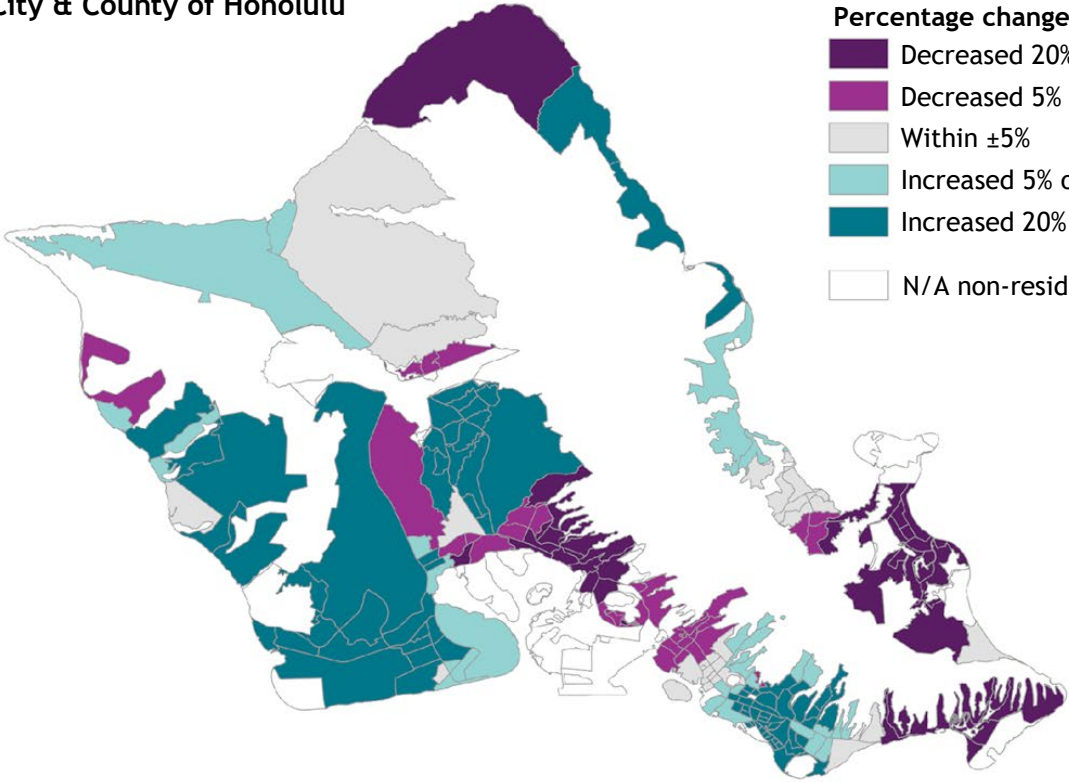 City & County of Honolulu
Percentage change
Decreased 20%
Decreased 5%
Within ±5%
Increased 5% o
Increased 20%
N/A non-resid